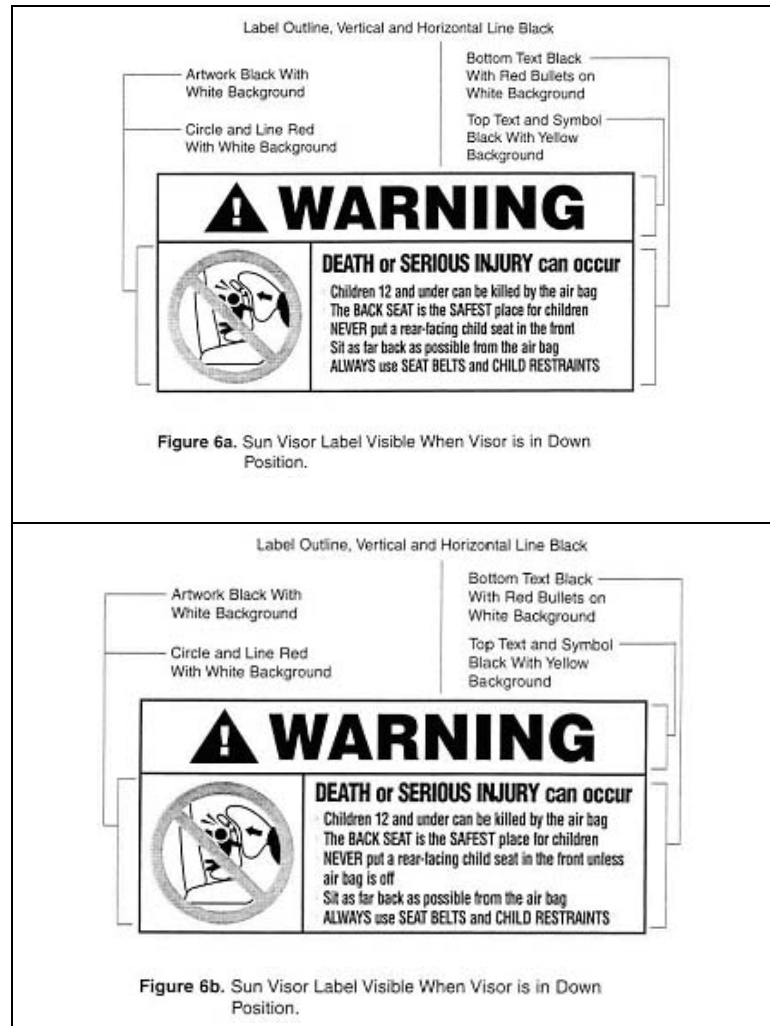 Label Outline, Vertical and Horizontal Line Black
Artwork Black With
White Background
Circle and Line Red
With White Background
Bottom Text Black
With Red Bullets on
White Background
Top Text and Symbol
Black With Yellow
Background
! WARNING
DEATH or SERIOUS INJURY can occur
Children 12 and under can be killed by the air bag
The BACK SEAT is the SAFEST place for children
NEVER put a rear-facing child seat in the front
Sit as far back as possible from the air bag
ALWAYS use SEAT BELTS and CHILD RESTRAINTS
Figure 6a. Sun Visor Label Visible When Visor is in Down
Position.
Label Outline, Vertical and Horizontal Line Black
Artwork Black With
White Background
Circle and Line Red
With White Background
Bottom Text Black
With Red Bullets on
White Background
Top Text and Symbol
Black With Yellow
Background
! WARNING
DEATH or SERIOUS INJURY can occur
Children 12 and under can be killed by the air bag
The BACK SEAT is the SAFEST place for children
NEVER put a rear-facing child seat in the front unless
air bag is off
Sit as far back as possible from the air bag
ALWAYS use SEAT BELTS and CHILD RESTRAINTS
Figure 6b. Sun Visor Label Visible When Visor is in Down
Position.